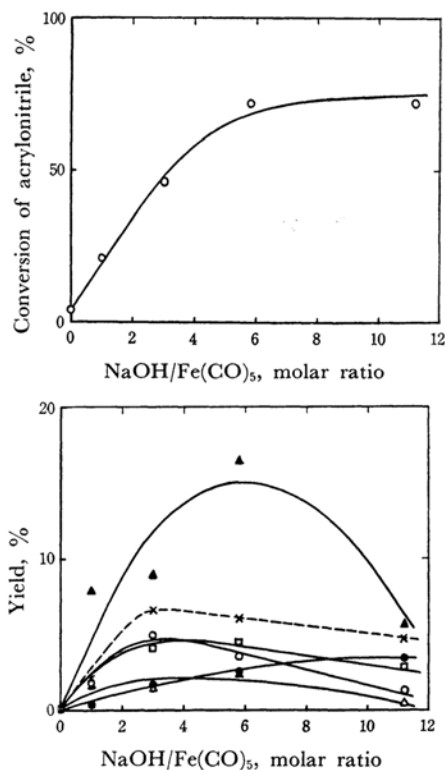 100
50
0
0 2 4 6 8 10 12
Conversion of acrylonitrile, %
NaOH/Fe(CO)₅, molar ratio
20
10
0
0 2 4 6 8 10 12
Yield, %
NaOH/Fe(CO)₅, molar ratio